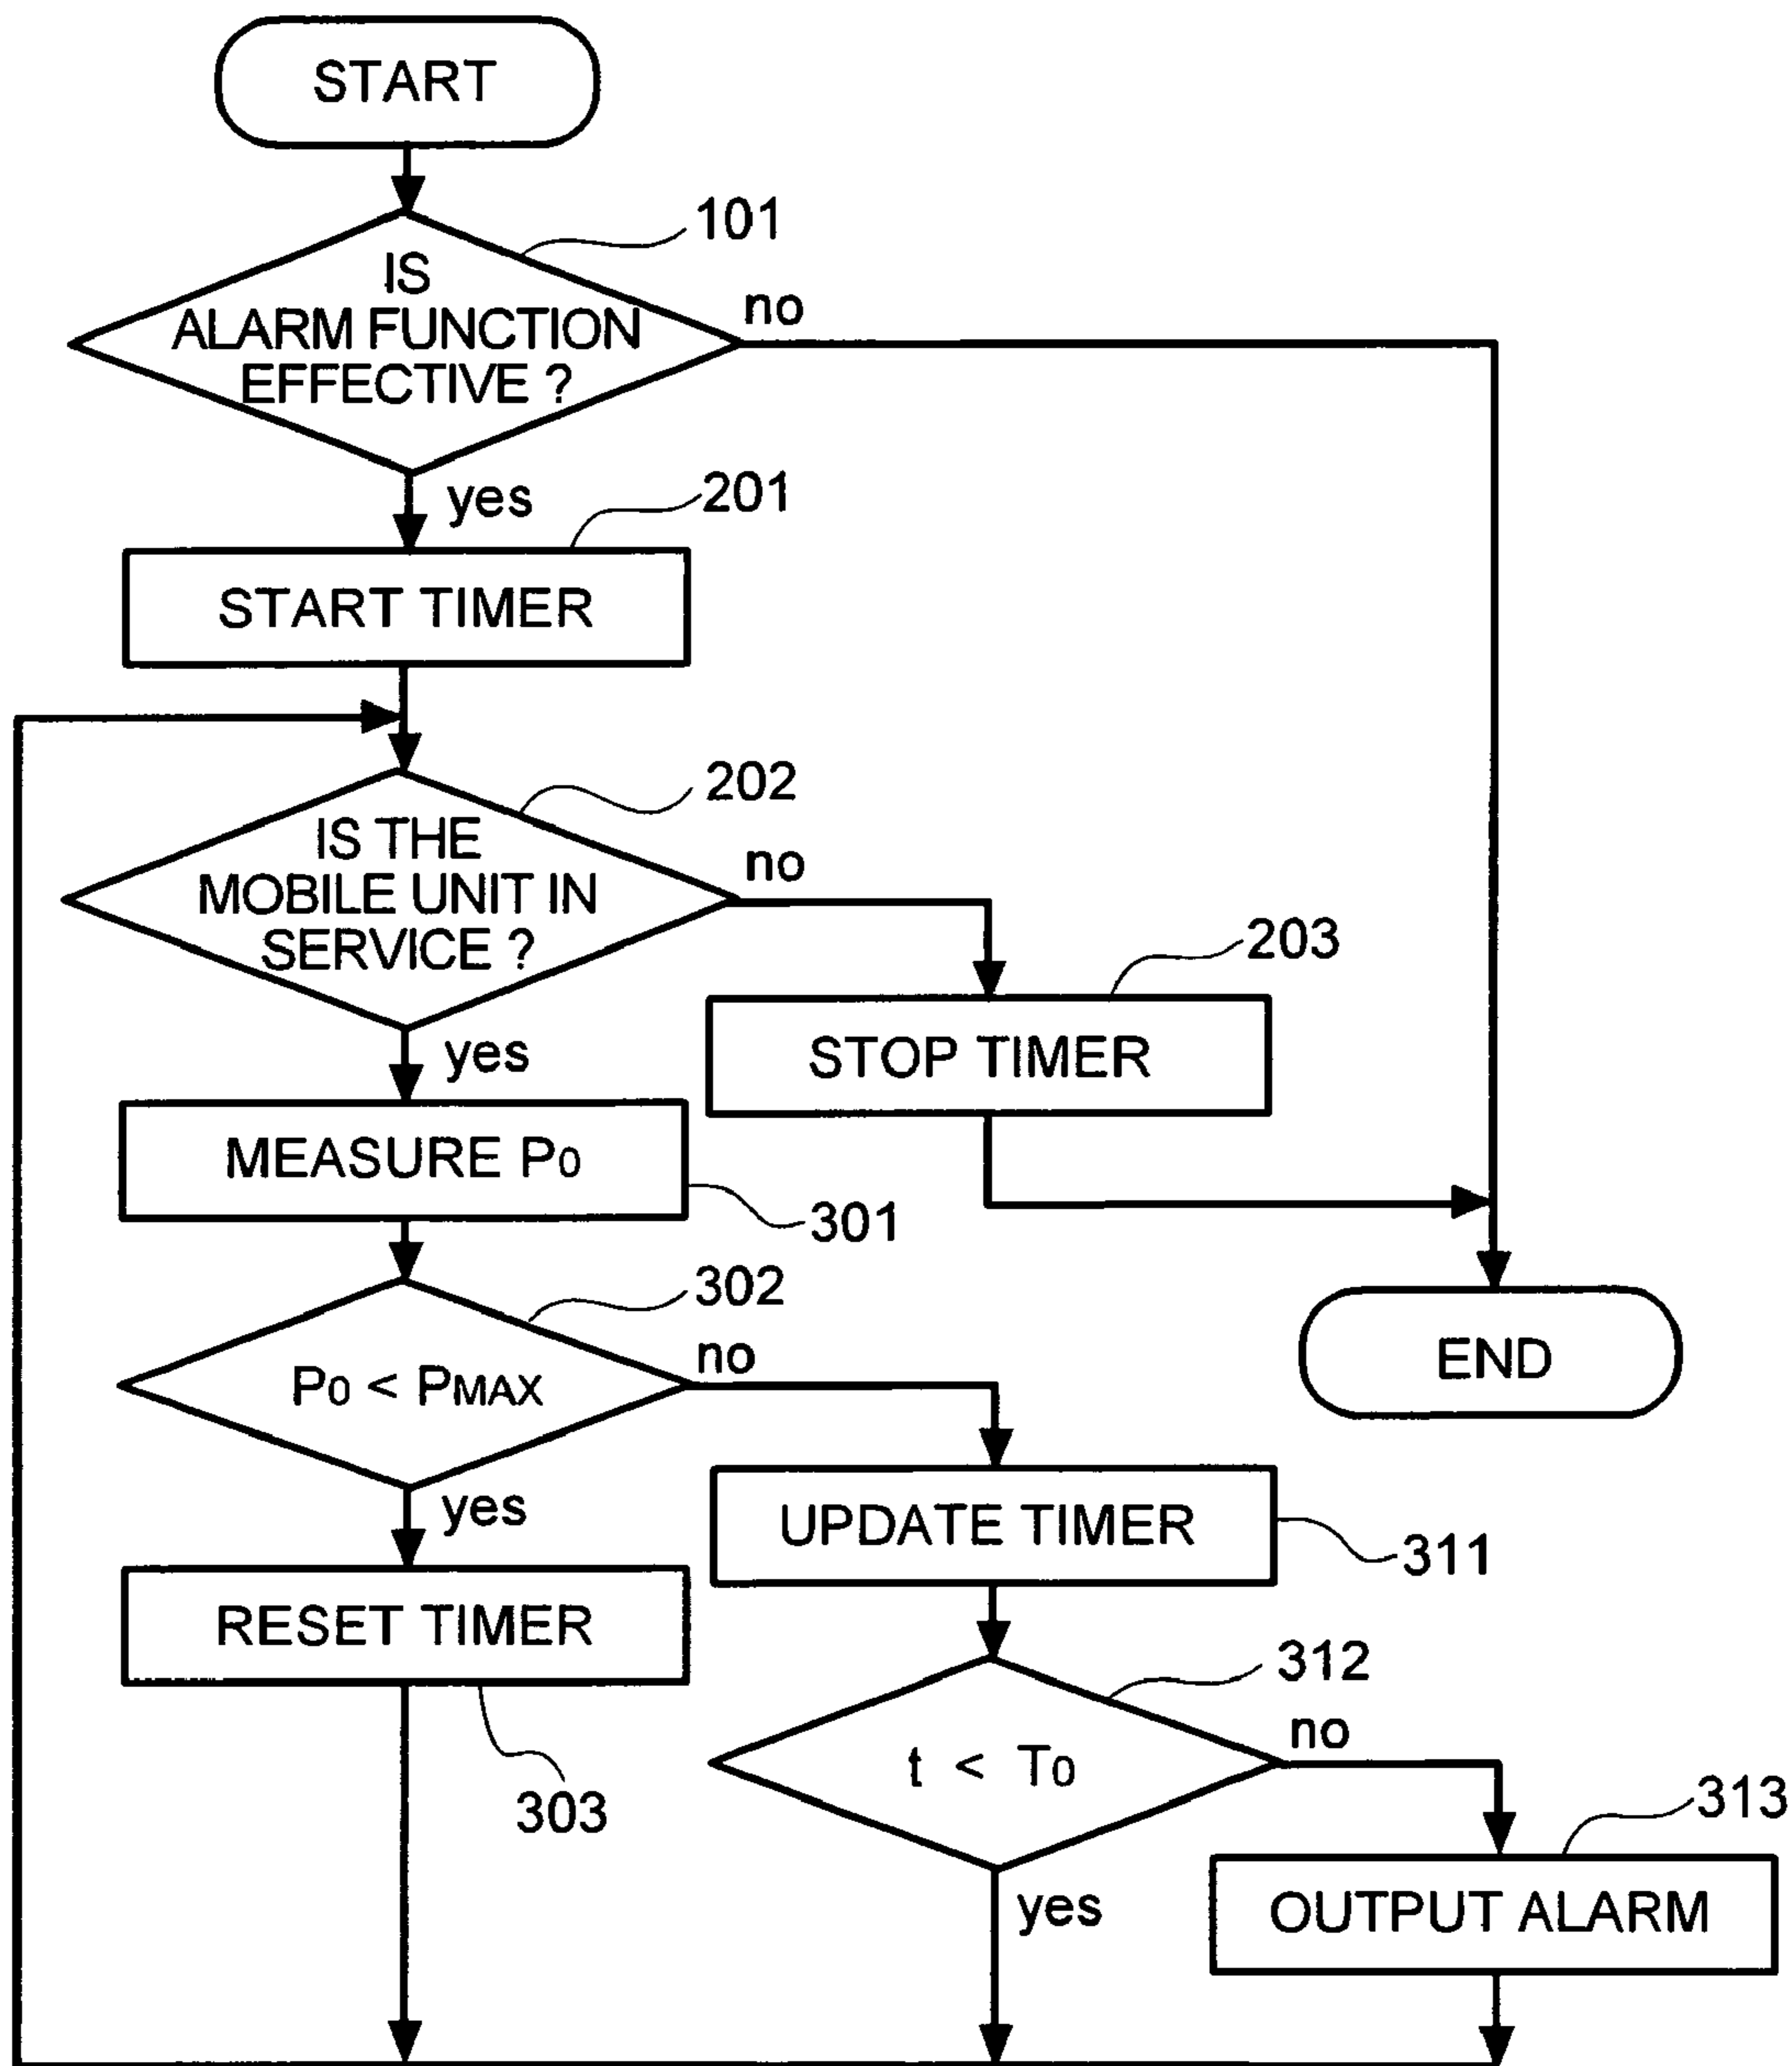 START
101
IS
ALARM FUNCTION
EFFECTIVE ?
no
yes
201
START TIMER
202
IS THE
MOBILE UNIT IN
SERVICE ?
no
203
STOP TIMER
yes
MEASURE P0
301
302
P0 < PMAX
no
END
yes
UPDATE TIMER
311
RESET TIMER
303
312
t < T0
no
313
yes
OUTPUT ALARM